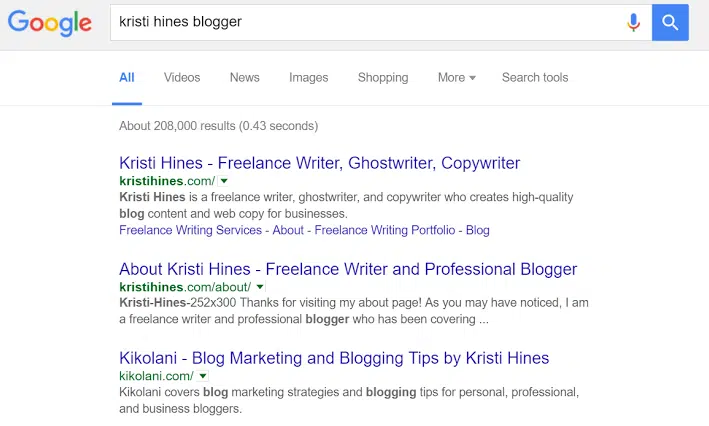 Google
kristi hines blogger
All Videos News Images Shopping More Search tools
About 208,000 results (0.43 seconds)
Kristi Hines - Freelance Writer, Ghostwriter, Copywriter
kristihines.com/
Kristi Hines is a freelance writer, ghostwriter, and copywriter who creates high-quality
blog content and web copy for businesses.
Freelance Writing Services - About - Freelance Writing Portfolio - Blog
About Kristi Hines - Freelance Writer and Professional Blogger
kristihines.com/about/
Kristi-Hines-252x300 Thanks for visiting my about page! As you may have noticed, I am
a freelance writer and professional blogger who has been covering ...
Kikolani - Blog Marketing and Blogging Tips by Kristi Hines
kikolani.com/
Kikolani covers blog marketing strategies and blogging tips for personal, professional,
and business bloggers.